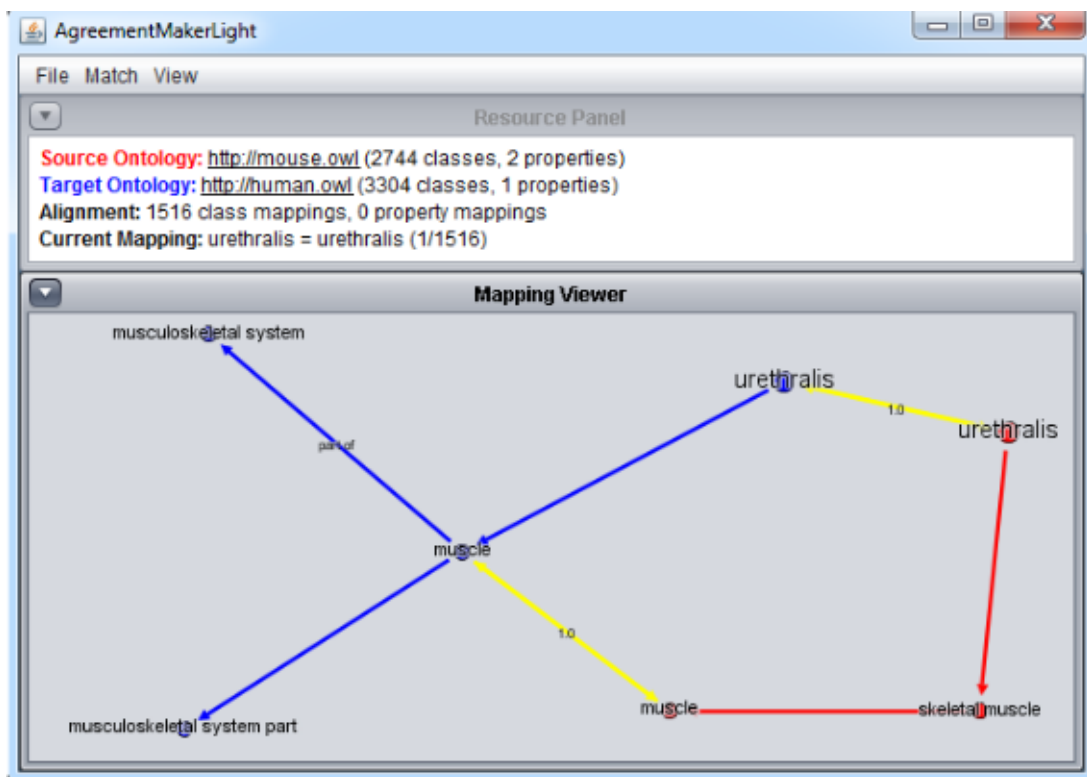 AgreementMakerLight
File Match View
Resource Panel
Source Ontology: http://mouse.owl (2744 classes, 2 properties)
Target Ontology: http://human.owl (3304 classes, 1 properties)
Alignment: 1516 class mappings, 0 property mappings
Current Mapping: urethralis = urethralis (1/1516)
Mapping Viewer
musculoskeletal system
urethralis
1.0
urethralis
part of
muscle
1.0
muscle
skeletal muscle
musculoskeletal system part